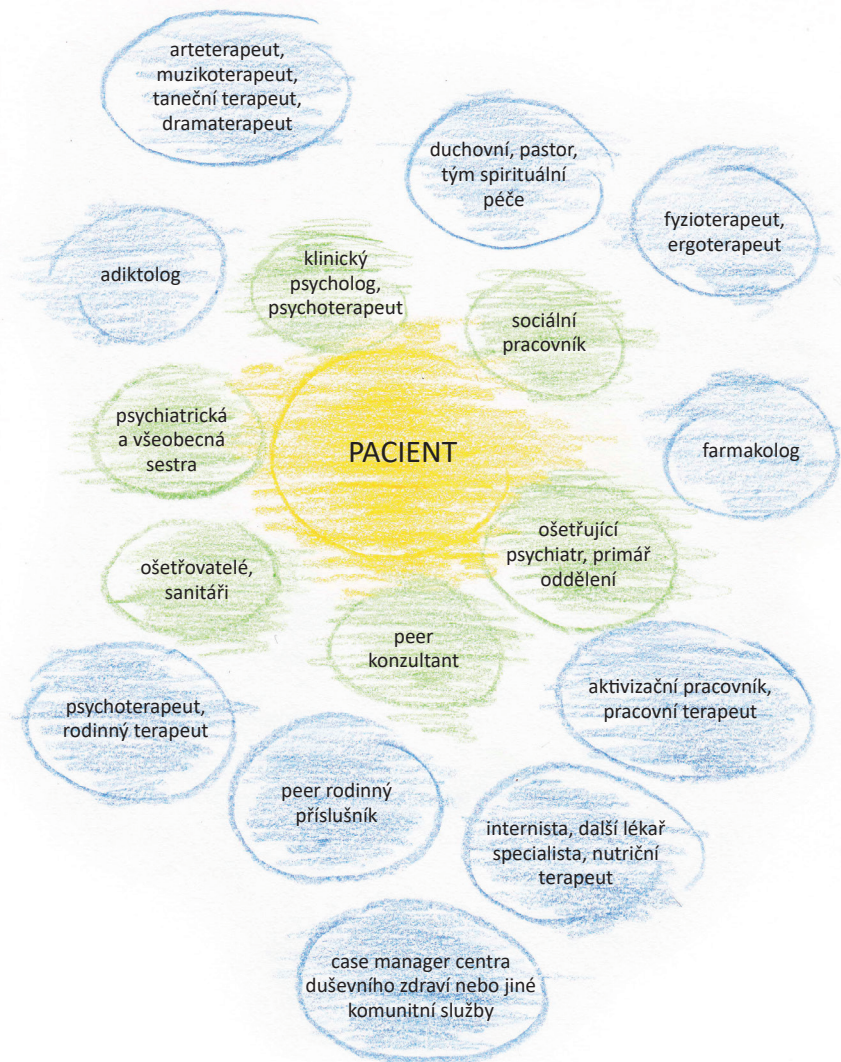 arteterapeut,
muzikoterapeut,
taneční terapeut,
dramaterapeut
duchovní, pastor,
tým spirituální
péče
fyzioterapeut,
ergoterapeut
adiktolog
klinický
psycholog,
psychoterapeut
sociální
pracovník
psychiatrická
a všeobecná
sestra
PACIENT
farmakolog
ošetřovatelé,
sanitáři
ošetřující
psychiatr, primář
oddělení
peer
konzultant
aktivizační pracovník,
pracovní terapeut
psychoterapeut,
rodinný terapeut
peer rodinný
příslušník
internista, další lékař
specialista, nutriční
terapeut
case manager centra
duševního zdraví nebo jiné
komunitní služby